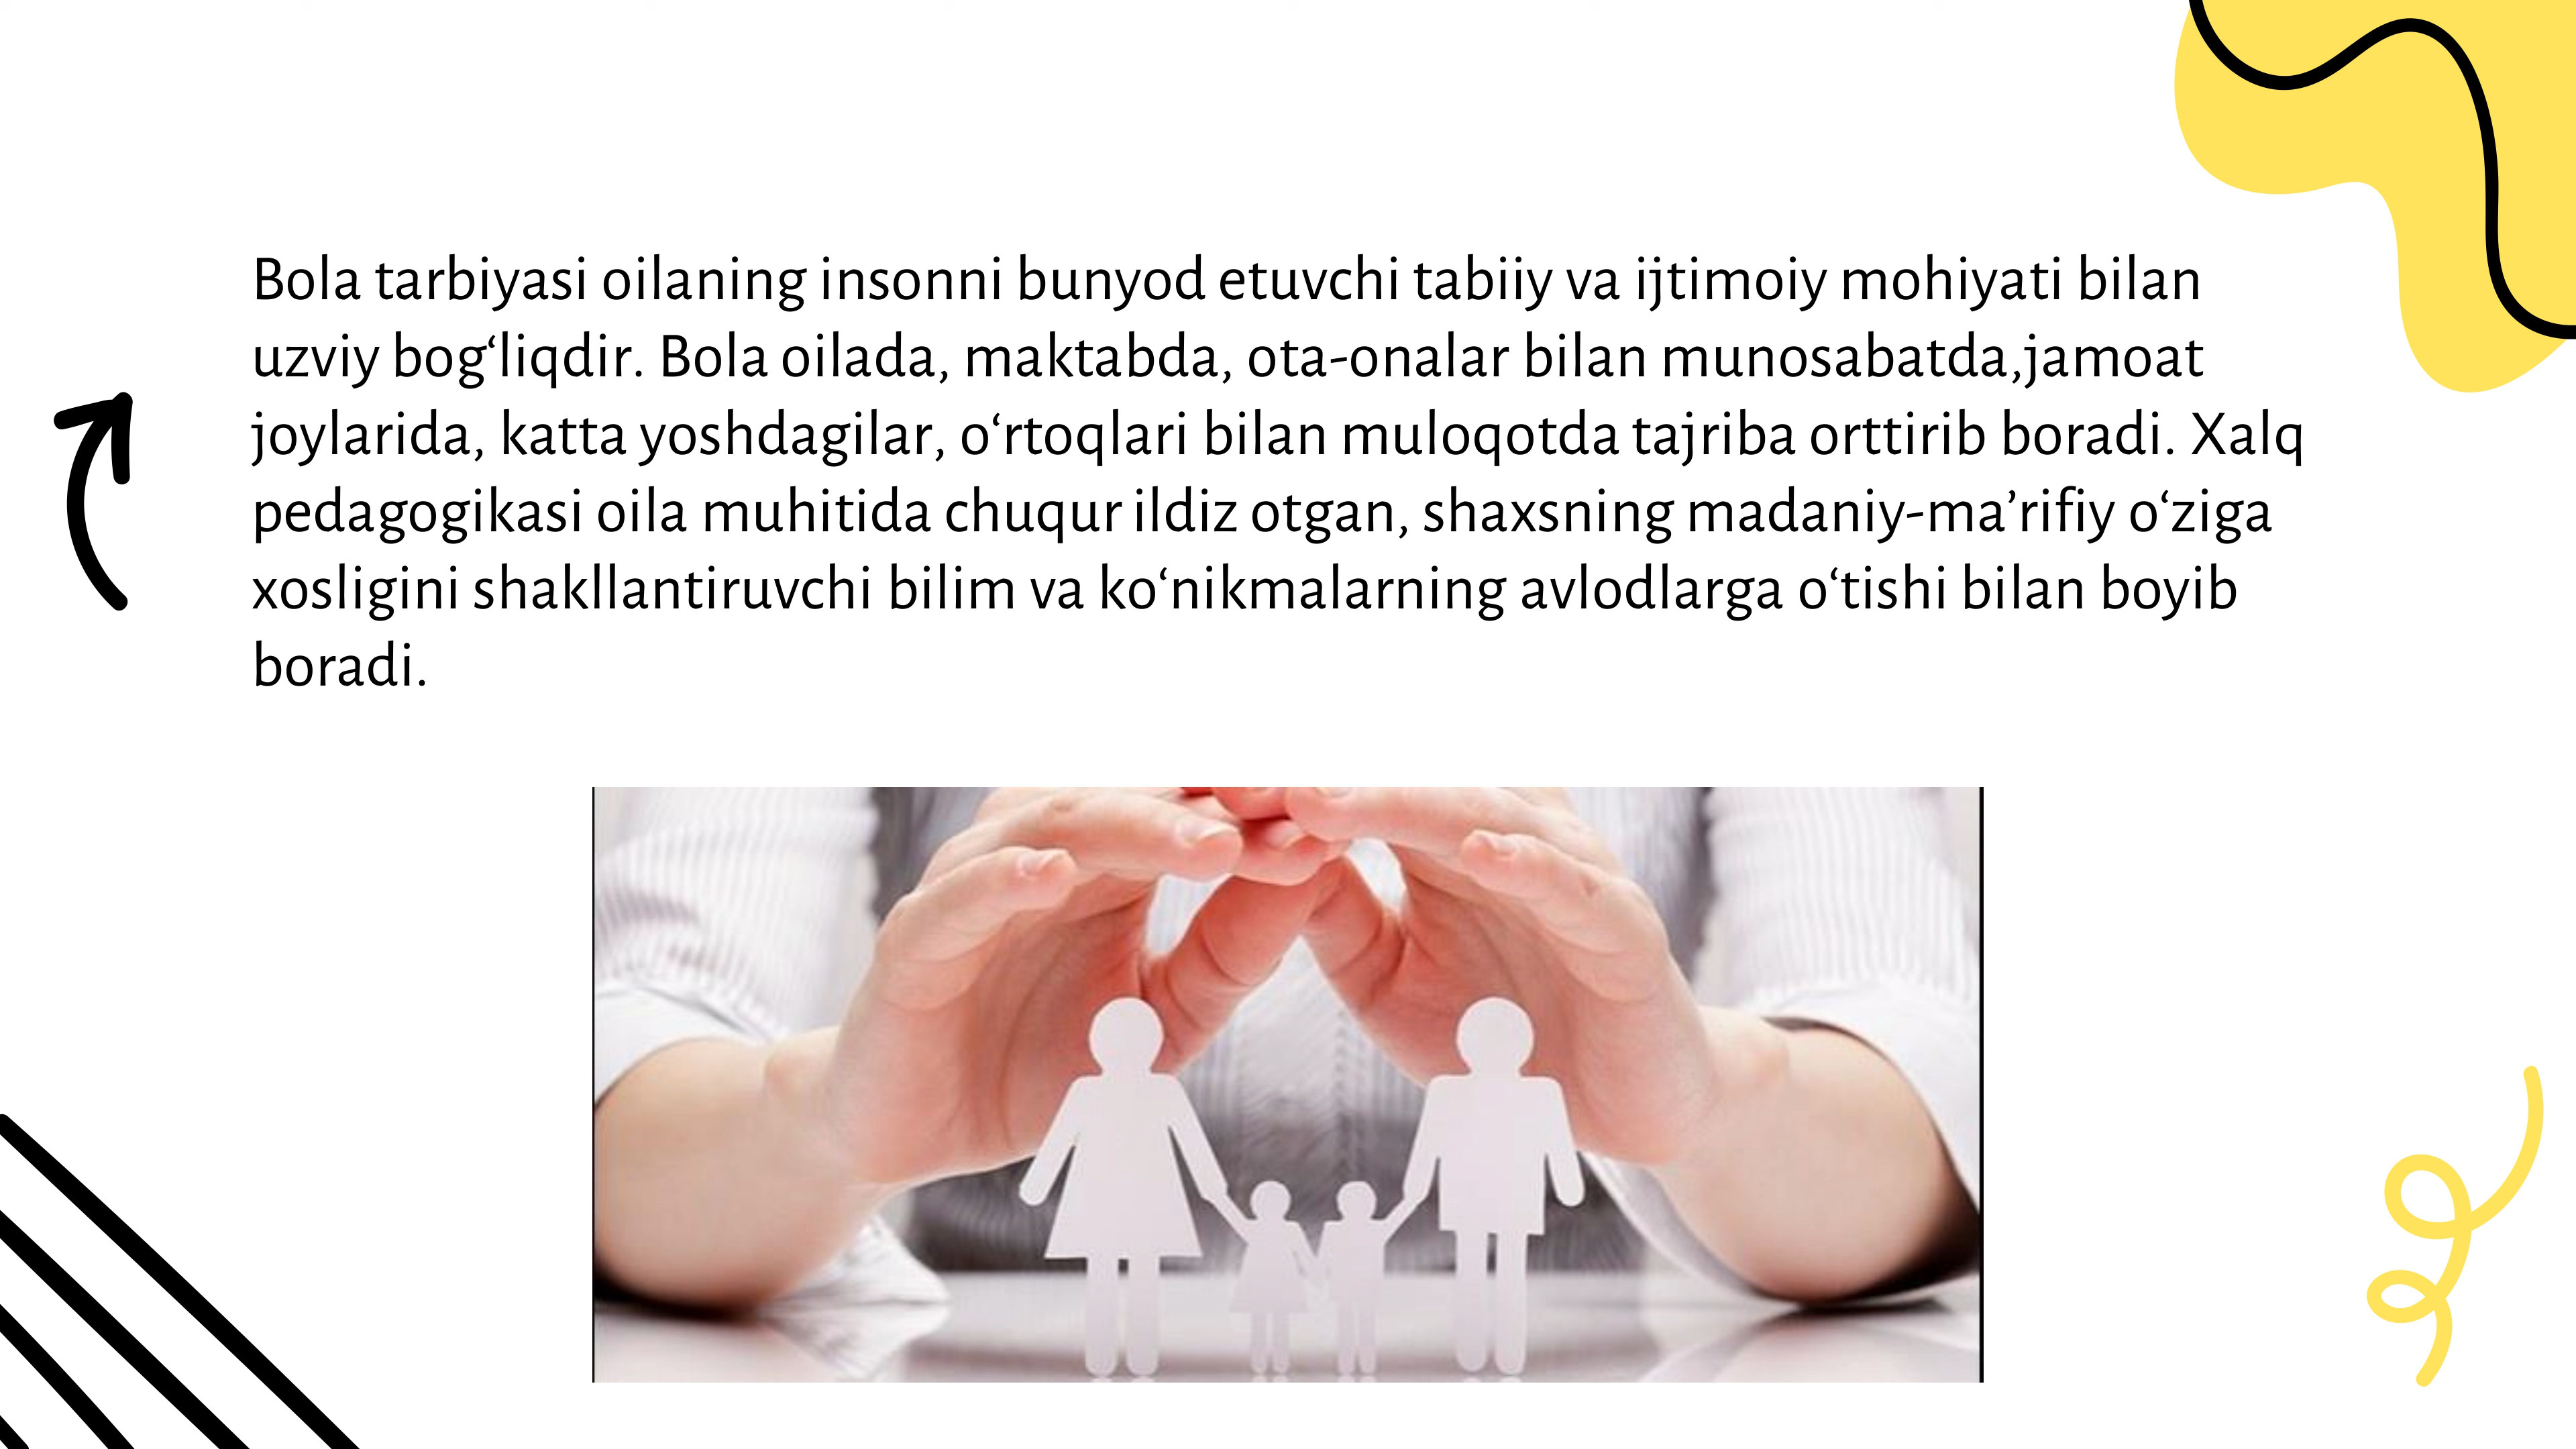 Bola tarbiyasi oilaning insonni bunyod etuvchi tabiiy va ijtimoiy mohiyati bilan
uzviy bog‘liqdir. Bola oilada, maktabda, ota-onalar bilan munosabatda,jamoat
joylarida, katta yoshdagilar, o‘rtoqlari bilan muloqotda tajriba orttirib boradi. Xalq
pedagogikasi oila muhitida chuqur ildiz otgan, shaxsning madaniy-ma’rifiy o‘ziga
xosligini shakllantiruvchi bilim va ko‘nikmalarning avlodlarga o‘tishi bilan boyib
boradi.